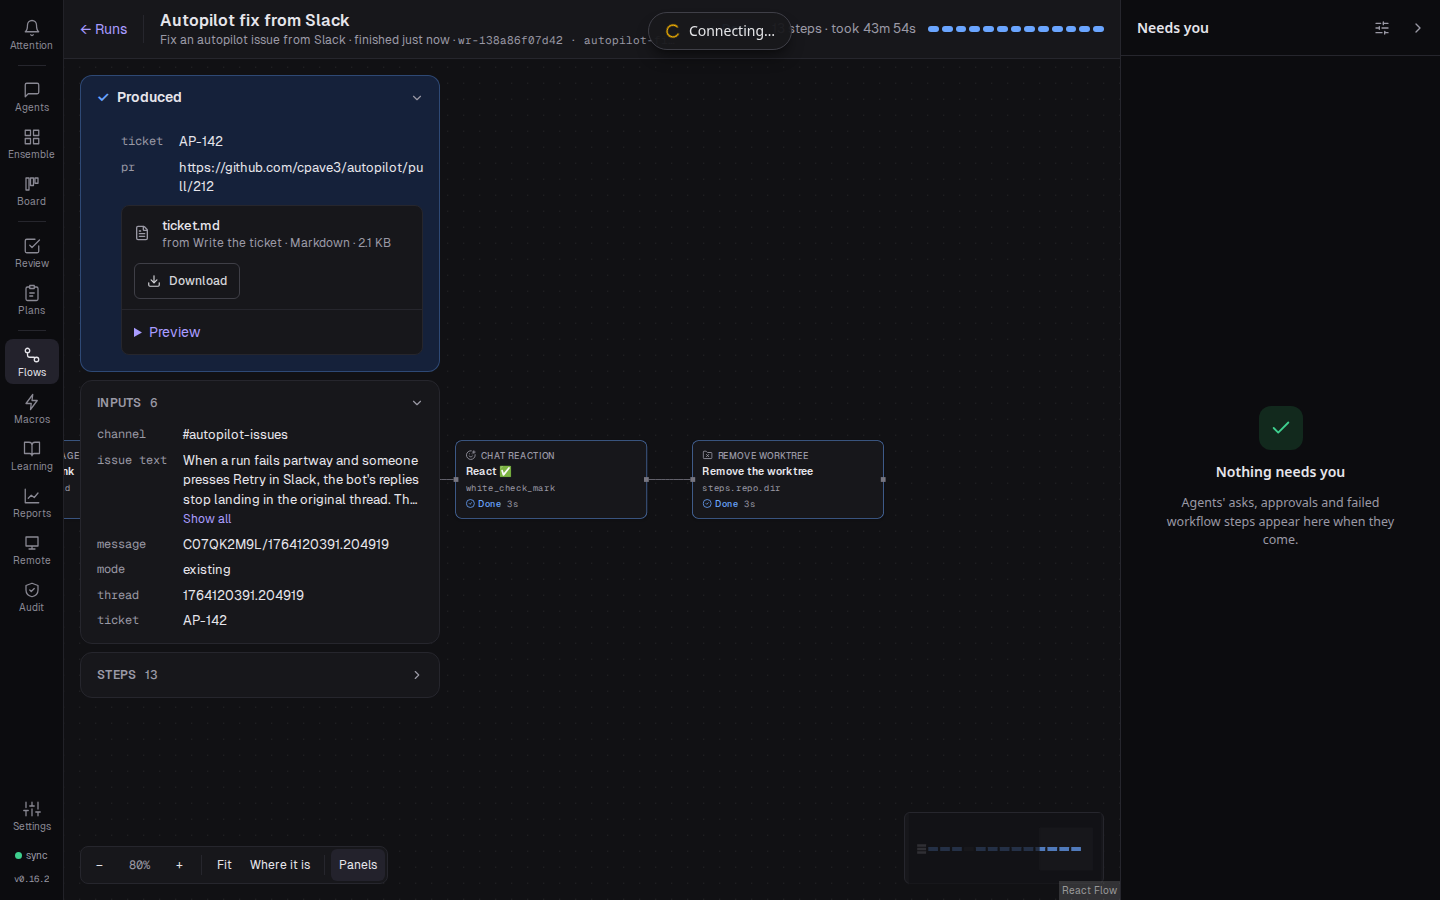 Attention
Agents
Ensemble
Board
Review
Plans
Flows
Macros
Learning
Reports
Remote
Audit
Settings
sync
v0.16.2
← Runs
Autopilot fix from Slack
Fix an autopilot issue from Slack · finished just now · wr-138a86f07d42 · autopilot-
Connecting...
steps · took 43m 54s
Produced
ticket AP-142
pr https://github.com/cpave3/autopilot/pu
ll/212
ticket.md
from Write the ticket · Markdown · 2.1 KB
Download
Preview
INPUTS 6
channel #autopilot-issues
issue text When a run fails partway and someone
presses Retry in Slack, the bot's replies
stop landing in the original thread. Th...
Show all
message C07QK2M9L/1764120391.204919
mode existing
thread 1764120391.204919
ticket AP-142
STEPS 13
AGE
nk
d
CHAT REACTION
React ✅
white_check_mark
Done 3s
REMOVE WORKTREE
Remove the worktree
steps.repo.dir
Done 3s
− 80% + Fit Where it is Panels
React Flow
Needs you
Nothing needs you
Agents' asks, approvals and failed
workflow steps appear here when they
come.